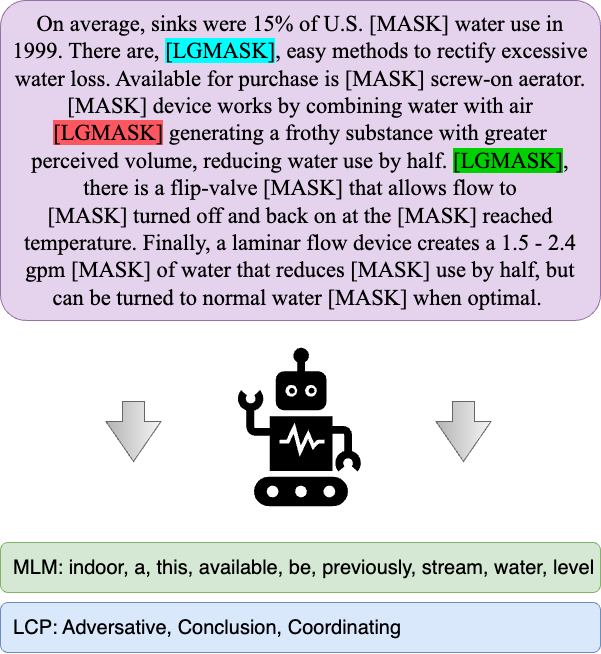 On average, sinks were 15% of U.S. [MASK] water use in
1999. There are, [LGMASK], easy methods to rectify excessive
water loss. Available for purchase is [MASK] screw-on aerator.
[MASK] device works by combining water with air
[LGMASK] generating a frothy substance with greater
perceived volume, reducing water use by half. [LGMASK],
there is a flip-valve [MASK] that allows flow to
[MASK] turned off and back on at the [MASK] reached
temperature. Finally, a laminar flow device creates a 1.5 - 2.4
gpm [MASK] of water that reduces [MASK] use by half, but
can be turned to normal water [MASK] when optimal.
MLM: indoor, a, this, available, be, previously, stream, water, level
LCP: Adversative, Conclusion, Coordinating